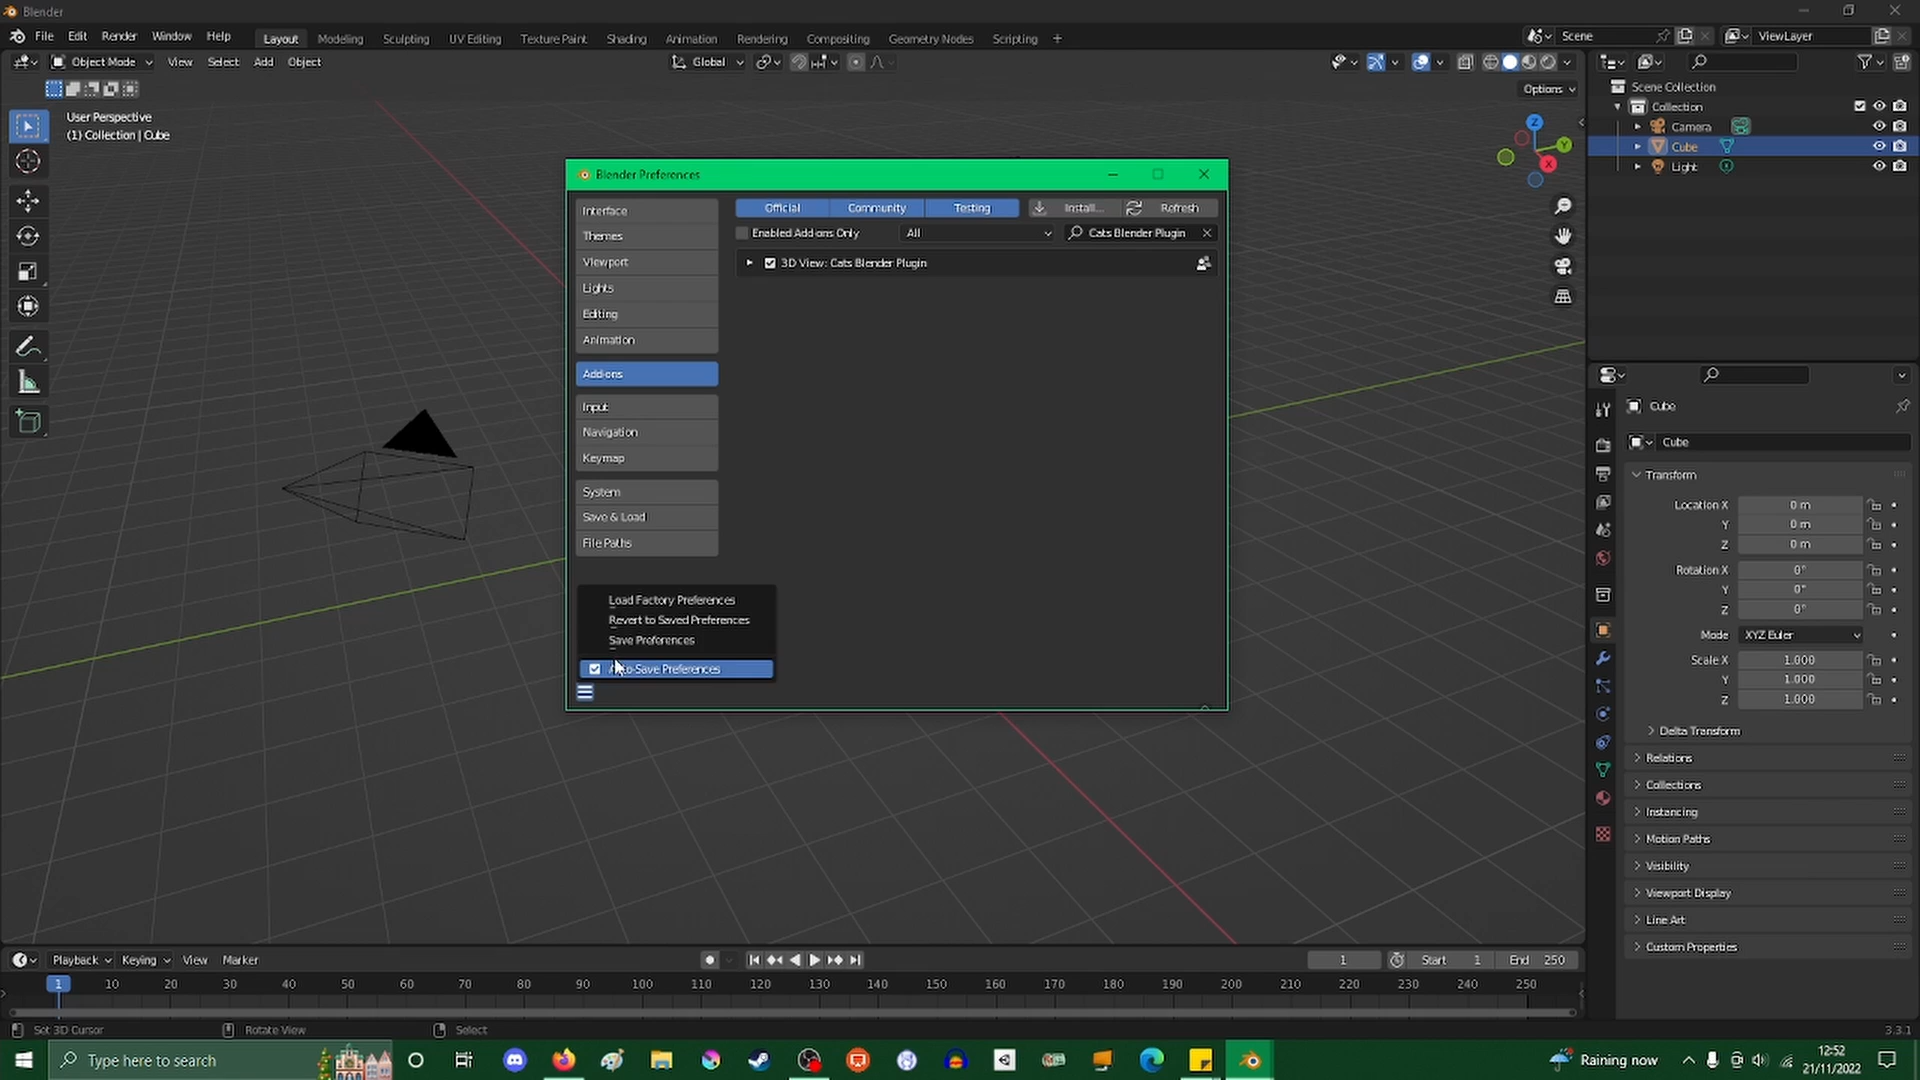 Blender
File Edit Render Window Help
Layout Modeling Sculpting UV Editing Texture Paint Shading Animation Rendering Compositing Geometry Nodes Scripting +
Scene
ViewLayer
Object Mode View Select Add Object
Global
Options
User Perspective
(1) Collection | Cube
Z
Y
X
Scene Collection
Collection
Camera
Cube
Light
Blender Preferences
Interface
Themes
Viewport
Lights
Editing
Animation
Add-ons
Input
Navigation
Keymap
System
Save & Load
File Paths
Official Community Testing Install... Refresh
Enabled Add-ons Only All Cats Blender Plugin
3D View: Cats Blender Plugin
Load Factory Preferences
Revert to Saved Preferences
Save Preferences
Save Preferences
Cube
Cube
Transform
Location X 0 m
Y 0 m
Z 0 m
Rotation X 0°
Y 0°
Z 0°
Mode XYZ Euler
Scale X 1.000
Y 1.000
Z 1.000
Delta Transform
Relations
Collections
Instancing
Motion Paths
Visibility
Viewport Display
Line Art
Custom Properties
Playback Keying View Marker
1 Start 1 End 250
1 10 20 30 40 50 60 70 80 90 100 110 120 130 140 150 160 170 180 190 200 210 220 230 240 250
Set 3D Cursor Rotate View Select
3.3.1
Type here to search
Raining now
12:52
21/11/2022